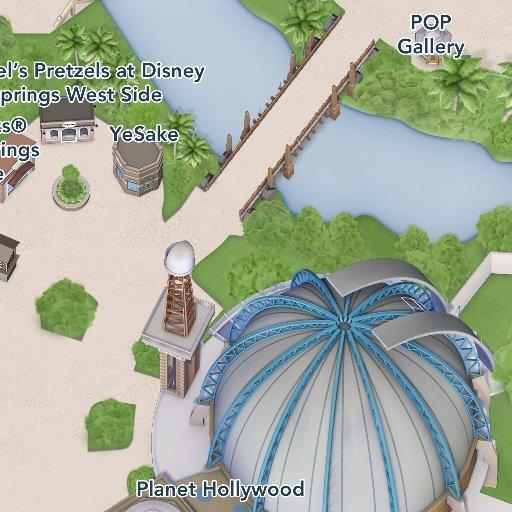 POP
Gallery
el's Pretzels at Disney
prings West Side
YeSake
s®
ings
e
Planet Hollywood